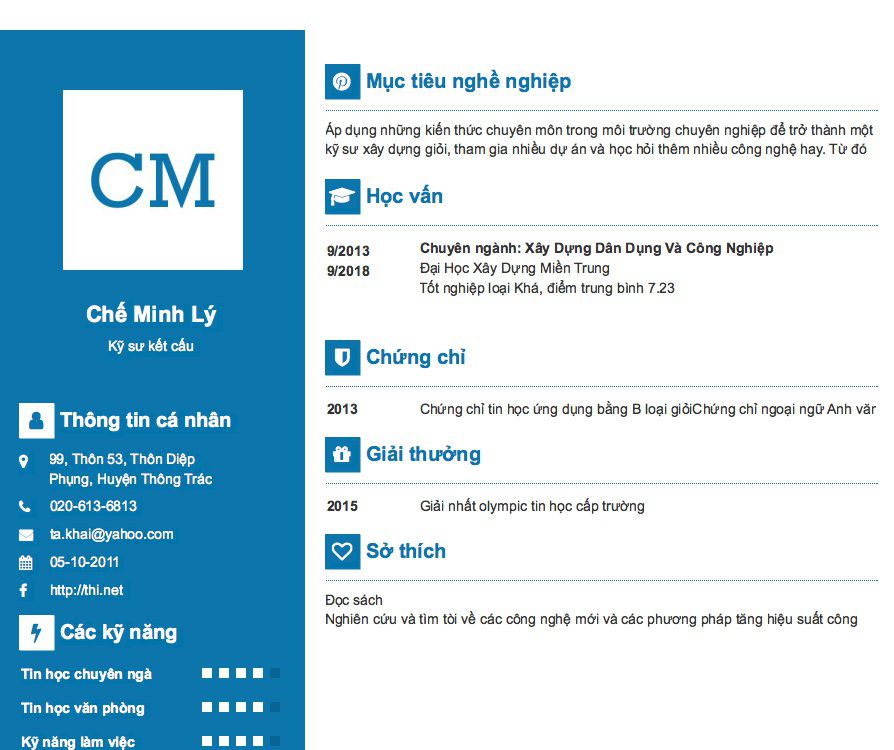 CM
Chế Minh Lý
Kỹ sư kết cấu
Thông tin cá nhân
99, Thôn 53, Thôn Diệp
Phụng, Huyện Thông Trác
020-613-6813
ta.khai@yahoo.com
05-10-2011
http://thi.net
Các kỹ năng
Tin học chuyên ngà
Tin học văn phòng
Kỹ năng làm việc
Mục tiêu nghề nghiệp
Áp dụng những kiến thức chuyên môn trong môi trường chuyên nghiệp để trở thành một
kỹ sư xây dựng giỏi, tham gia nhiều dự án và học hỏi thêm nhiều công nghệ hay. Từ đó
Học vấn
9/2013
9/2018
Chuyên ngành: Xây Dựng Dân Dụng Và Công Nghiệp
Đại Học Xây Dựng Miền Trung
Tốt nghiệp loại Khá, điểm trung bình 7.23
Chứng chỉ
2013 Chứng chỉ tin học ứng dụng bằng B loại giỏiChứng chỉ ngoại ngữ Anh văn
Giải thưởng
2015 Giải nhất olympic tin học cấp trường
Sở thích
Đọc sách
Nghiên cứu và tìm tòi về các công nghệ mới và các phương pháp tăng hiệu suất công